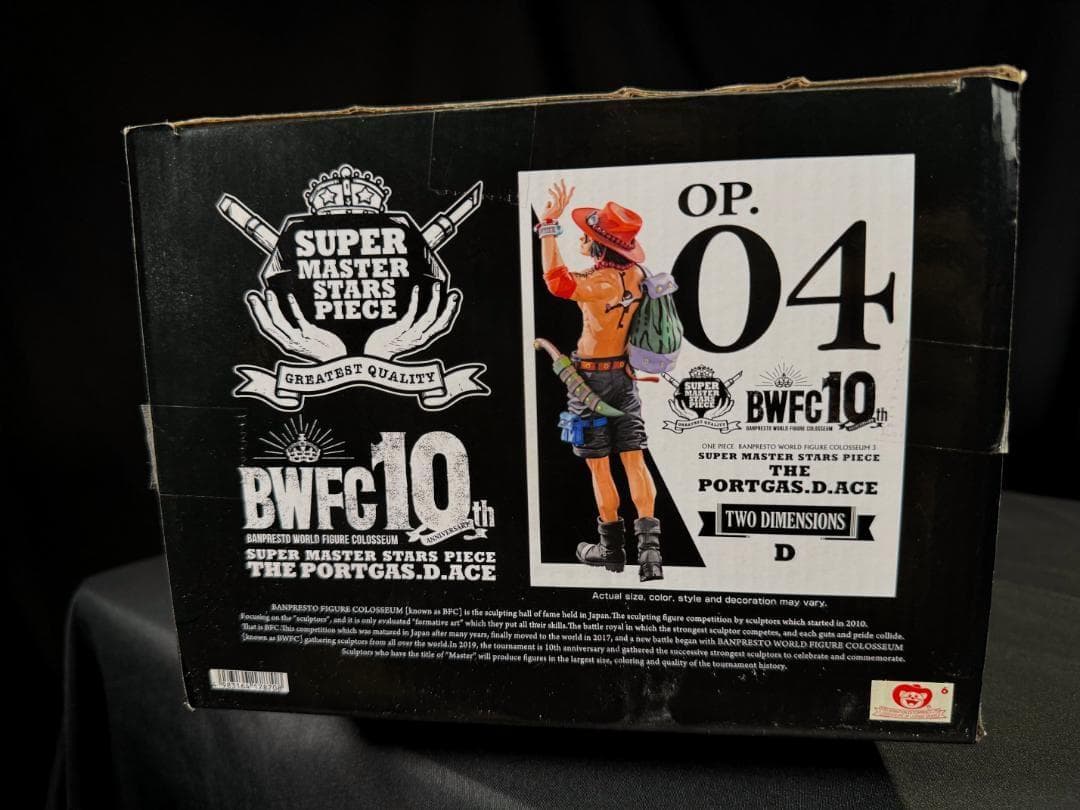 SUPER
MASTER
STARS
PIECE
GREATEST QUALITY
BWFC10th
ANNIVERSARY
BANPRESTO WORLD FIGURE COLOSSEUM
SUPER MASTER STARS PIECE
THE PORTGAS.D.ACE
OP.
04
SUPER
MASTER
STARS
PIECE
GREATEST QUALITY
BWFC10th
BANPRESTO WORLD FIGURE COLOSSEUM
ONE PIECE BANPRESTO WORLD FIGURE COLOSSEUM 3
SUPER MASTER STARS PIECE
THE
PORTGAS.D.ACE
TWO DIMENSIONS
D
Actual size, color, style and decoration may vary.
BANPRESTO FIGURE COLOSSEUM [known as BFC] is the sculpting hall of fame held in Japan. The sculpting figure competition by sculptors which started in 2010.
Focusing on the "sculptors", and it is only evaluated "formative art" which they put all their skills. The battle royal in which the strongest sculptor competes, and each guts and pride collide.
That is BFC. This competition which was matured in Japan after many years, finally moved to the world in 2017, and a new battle began with BANPRESTO WORLD FIGURE COLOSSEUM
[known as BWFC] gathering sculptors from all over the world. In 2019, the tournament is 10th anniversary and gathered the successive strongest sculptors to celebrate and commemorate.
Sculptors who have the title of "Master" will produce figures in the largest size, coloring and quality of the tournament history.
6